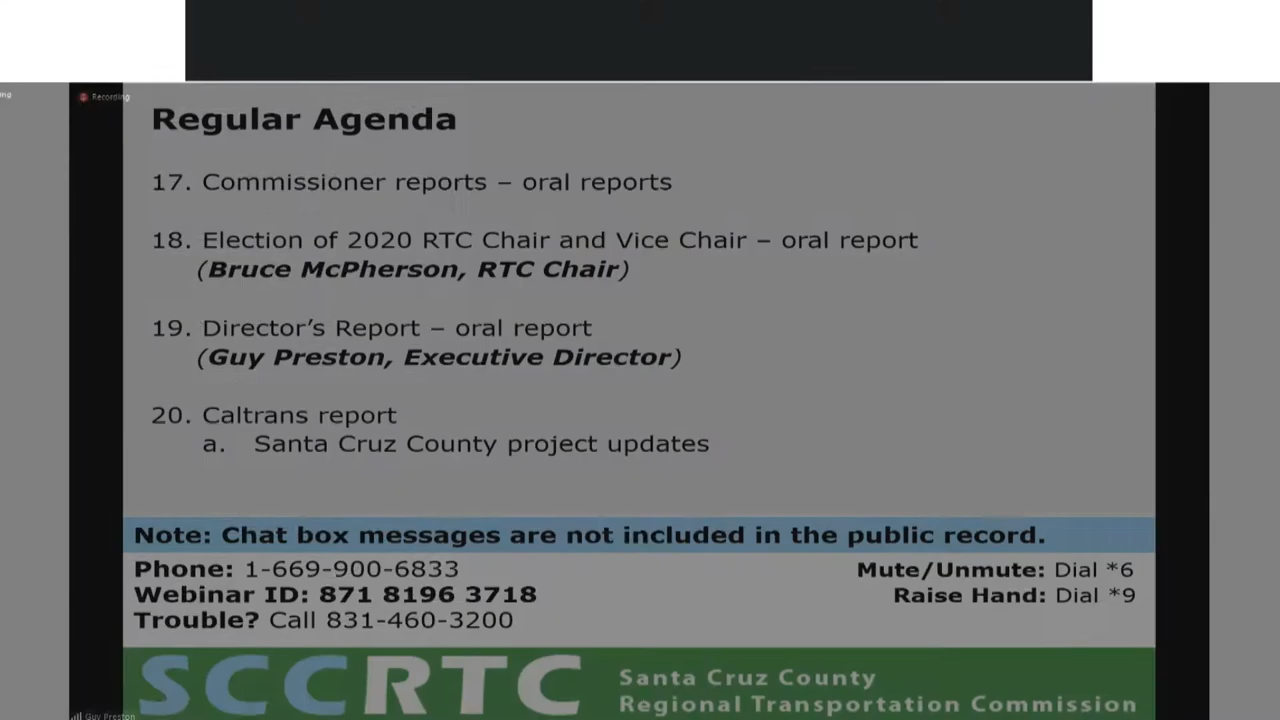 Recording
Regular Agenda
17. Commissioner reports – oral reports
18. Election of 2020 RTC Chair and Vice Chair – oral report
(Bruce McPherson, RTC Chair)
19. Director's Report – oral report
(Guy Preston, Executive Director)
20. Caltrans report
a. Santa Cruz County project updates
Note: Chat box messages are not included in the public record.
Phone: 1-669-900-6833
Mute/Unmute: Dial *6
Webinar ID: 871 8196 3718
Raise Hand: Dial *9
Trouble? Call 831-460-3200
SCCRTC
Santa Cruz County
Regional Transportation Commission
Guy Preston